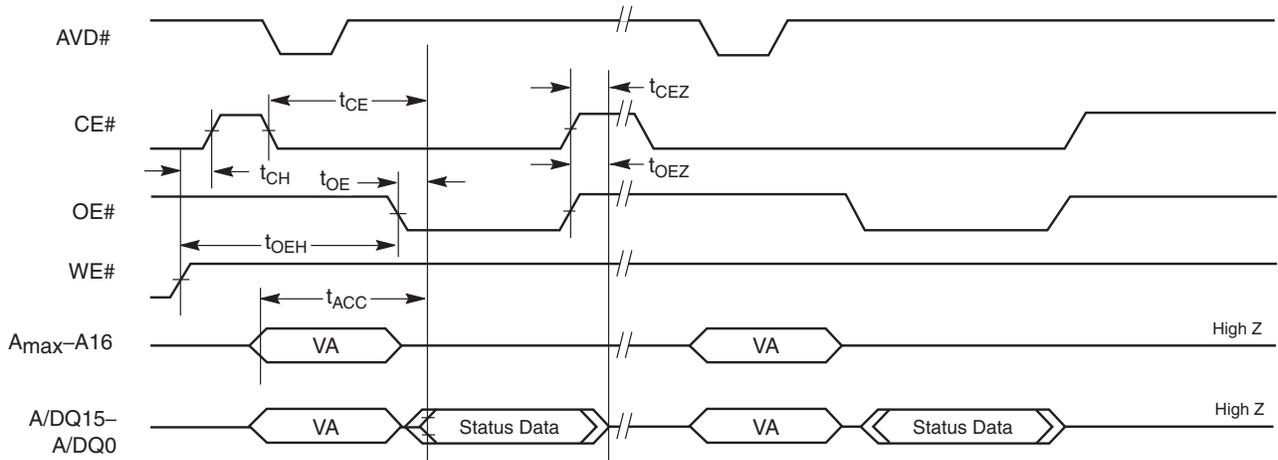 AVD#
tCEZ
tCE
CE#
tCH
tOE
tOEZ
OE#
tOEH
WE#
tACC
Amax–A16
VA
VA
High Z
A/DQ15–
A/DQ0
VA
Status Data
VA
Status Data
High Z